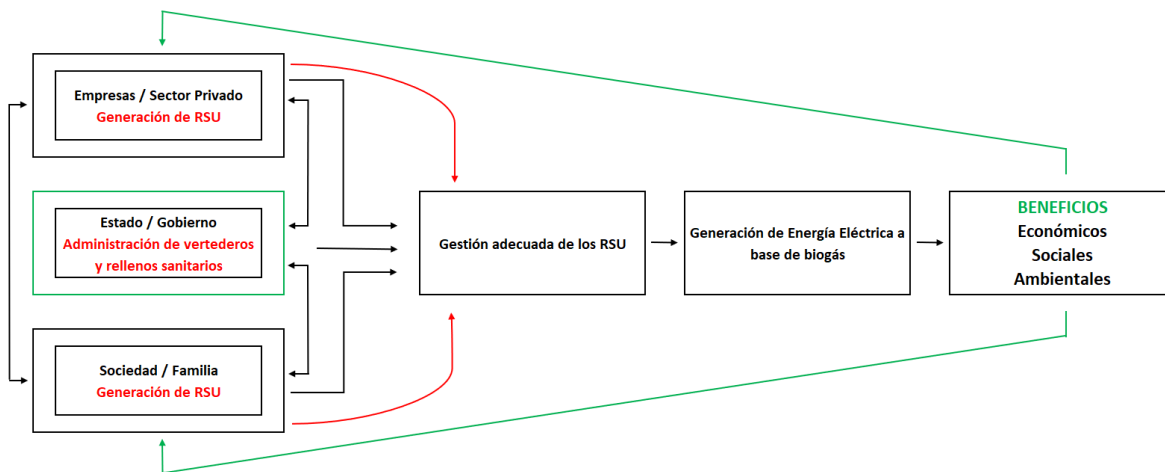 Empresas / Sector Privado
Generación de RSU
Estado / Gobierno
Administración de vertederos
y rellenos sanitarios
Sociedad / Familia
Generación de RSU
Gestión adecuada de los RSU
Generación de Energía Eléctrica a
base de biogás
BENEFICIOS
Económicos
Sociales
Ambientales